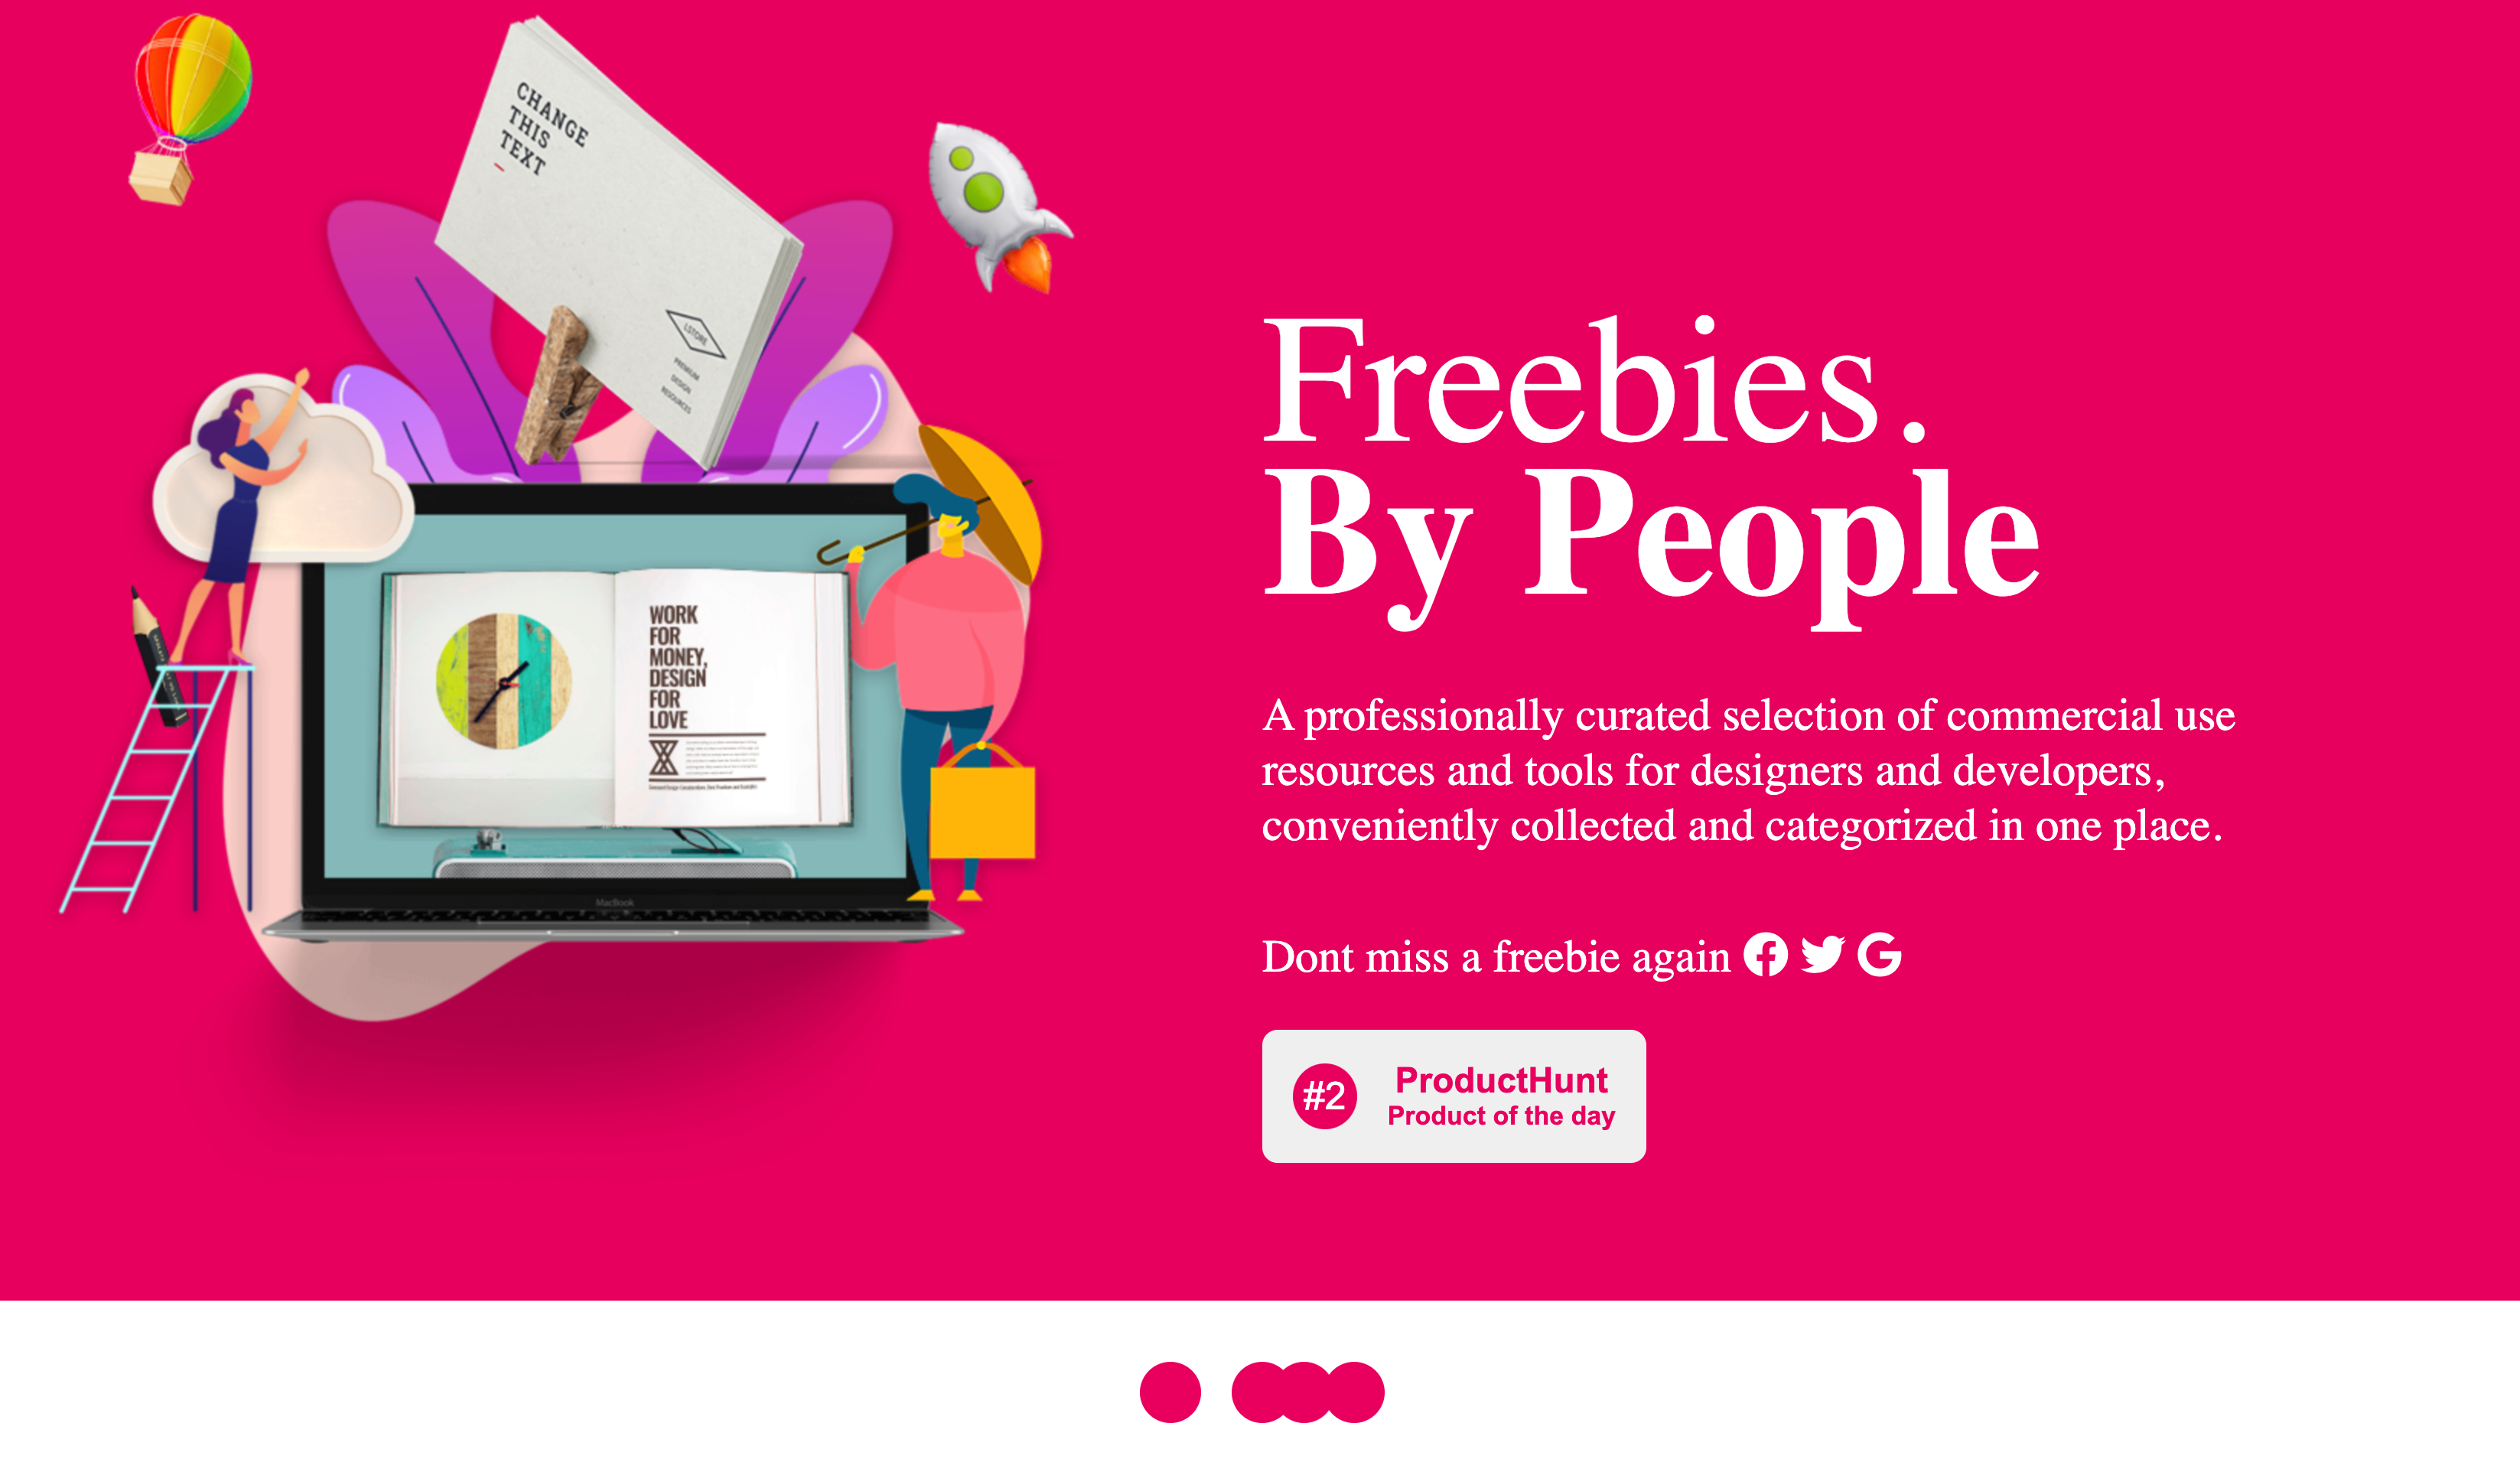 CHANGE
THIS
TEXT
LSTORE
PREMIUM
DESIGN
RESOURCES
WORK
FOR
MONEY,
DESIGN
FOR
LOVE
MacBook
Freebies.
By People
A professionally curated selection of commercial use
resources and tools for designers and developers,
conveniently collected and categorized in one place.
Dont miss a freebie again
#2
ProductHunt
Product of the day